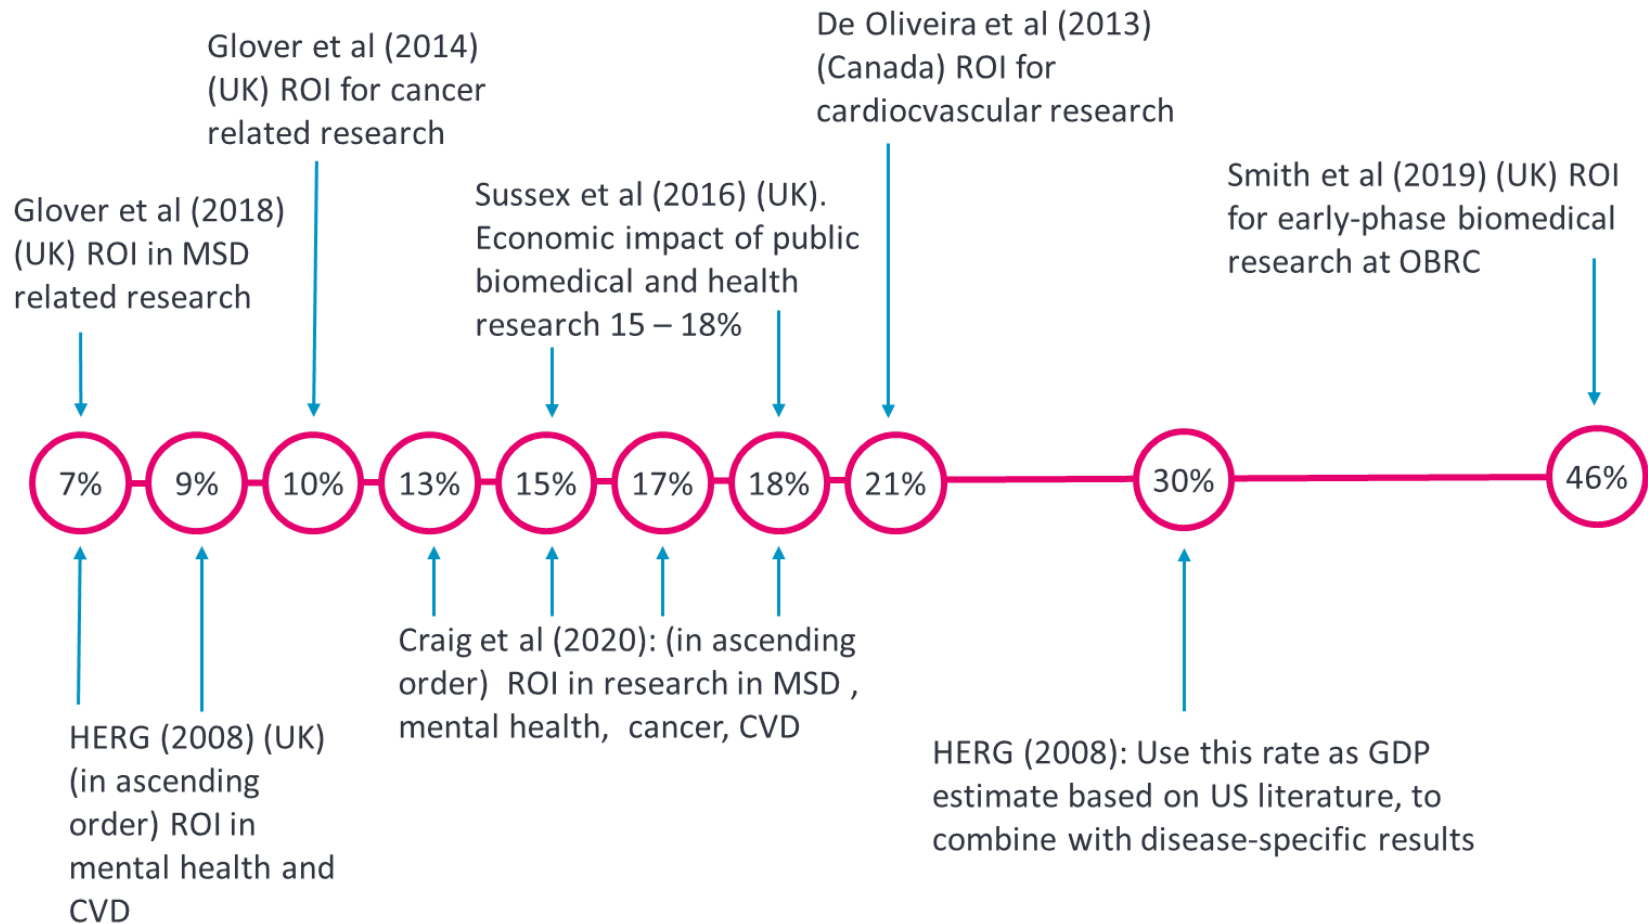 De Oliveira et al (2013)
(Canada) ROI for
cardiocvascular research
Glover et al (2014)
(UK) ROI for cancer
related research
Smith et al (2019) (UK) ROI
for early-phase biomedical
research at OBRC
Sussex et al (2016) (UK).
Economic impact of public
biomedical and health
research 15 – 18%
Glover et al (2018)
(UK) ROI in MSD
related research
7% 9% 10% 13% 15% 17% 18% 21% 30% 46%
Craig et al (2020): (in ascending
order) ROI in research in MSD ,
mental health, cancer, CVD
HERG (2008) (UK)
(in ascending
order) ROI in
mental health and
CVD
HERG (2008): Use this rate as GDP
estimate based on US literature, to
combine with disease-specific results